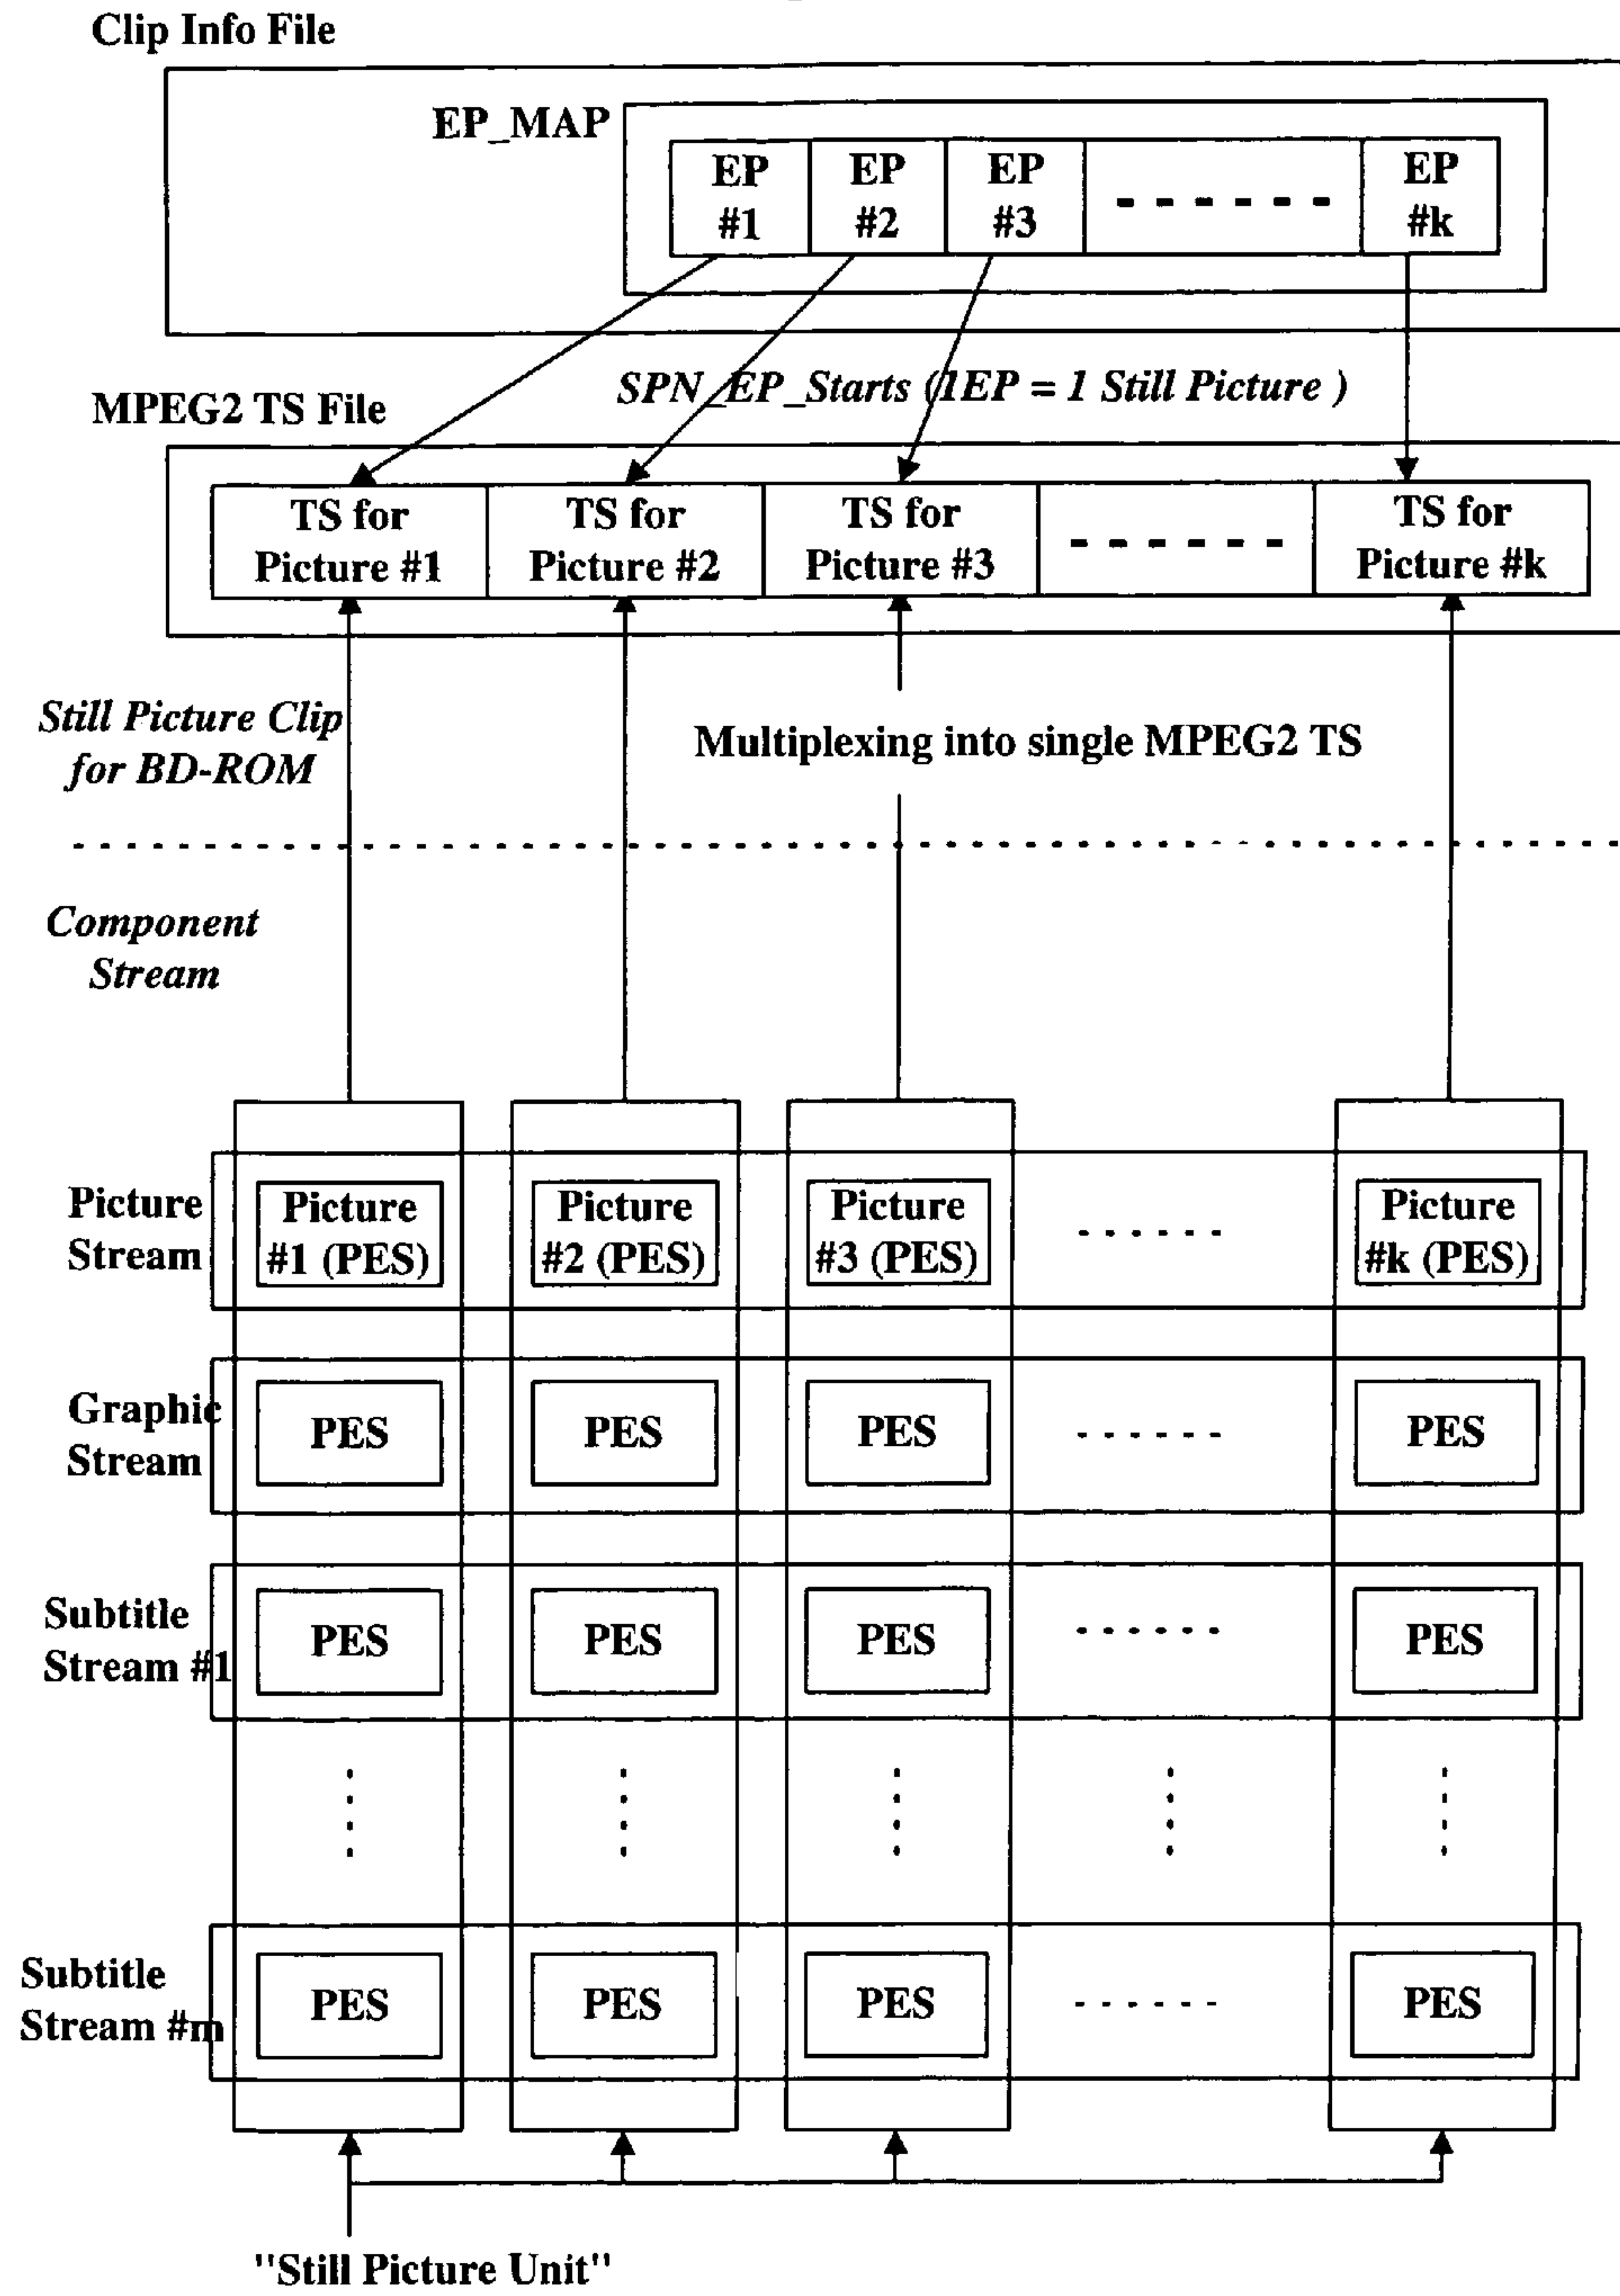 Clip Info File
EP_MAP
EP #1
EP #2
EP #3
EP #k
SPN_EP_Starts (1EP = 1 Still Picture )
MPEG2 TS File
TS for Picture #1
TS for Picture #2
TS for Picture #3
TS for Picture #k
Still Picture Clip
for BD-ROM
Multiplexing into single MPEG2 TS
Component
Stream
Picture
Stream
Picture #1 (PES)
Picture #2 (PES)
Picture #3 (PES)
Picture #k (PES)
Graphic
Stream
PES
PES
PES
PES
Subtitle
Stream #1
PES
PES
PES
PES
Subtitle
Stream #m
PES
PES
PES
PES
"Still Picture Unit"